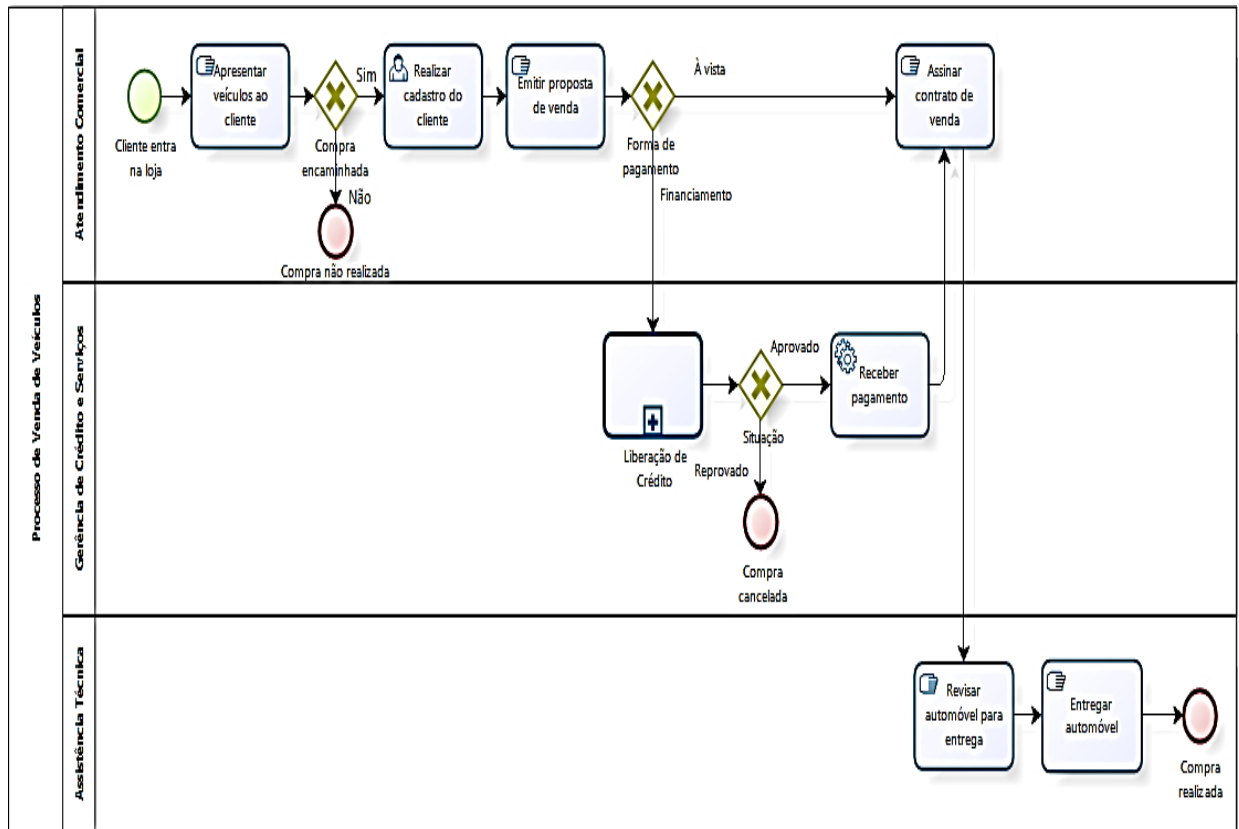 Processo de Venda de Veículos
Atendimento Comercial
Cliente entra
na loja
Apresentar
veículos ao
cliente
Compra
encaminhada
Sim
Não
Compra não realizada
Realizar
cadastro do
cliente
Emitir proposta
de venda
Forma de
pagamento
À vista
Financiamento
Assinar
contrato de
venda
Gerência de Crédito e Serviços
Liberação de
Crédito
Situação
Aprovado
Reprovado
Compra
cancelada
Receber
pagamento
Assistência Técnica
Revisar
automóvel para
entrega
Entregar
automóvel
Compra
realizada